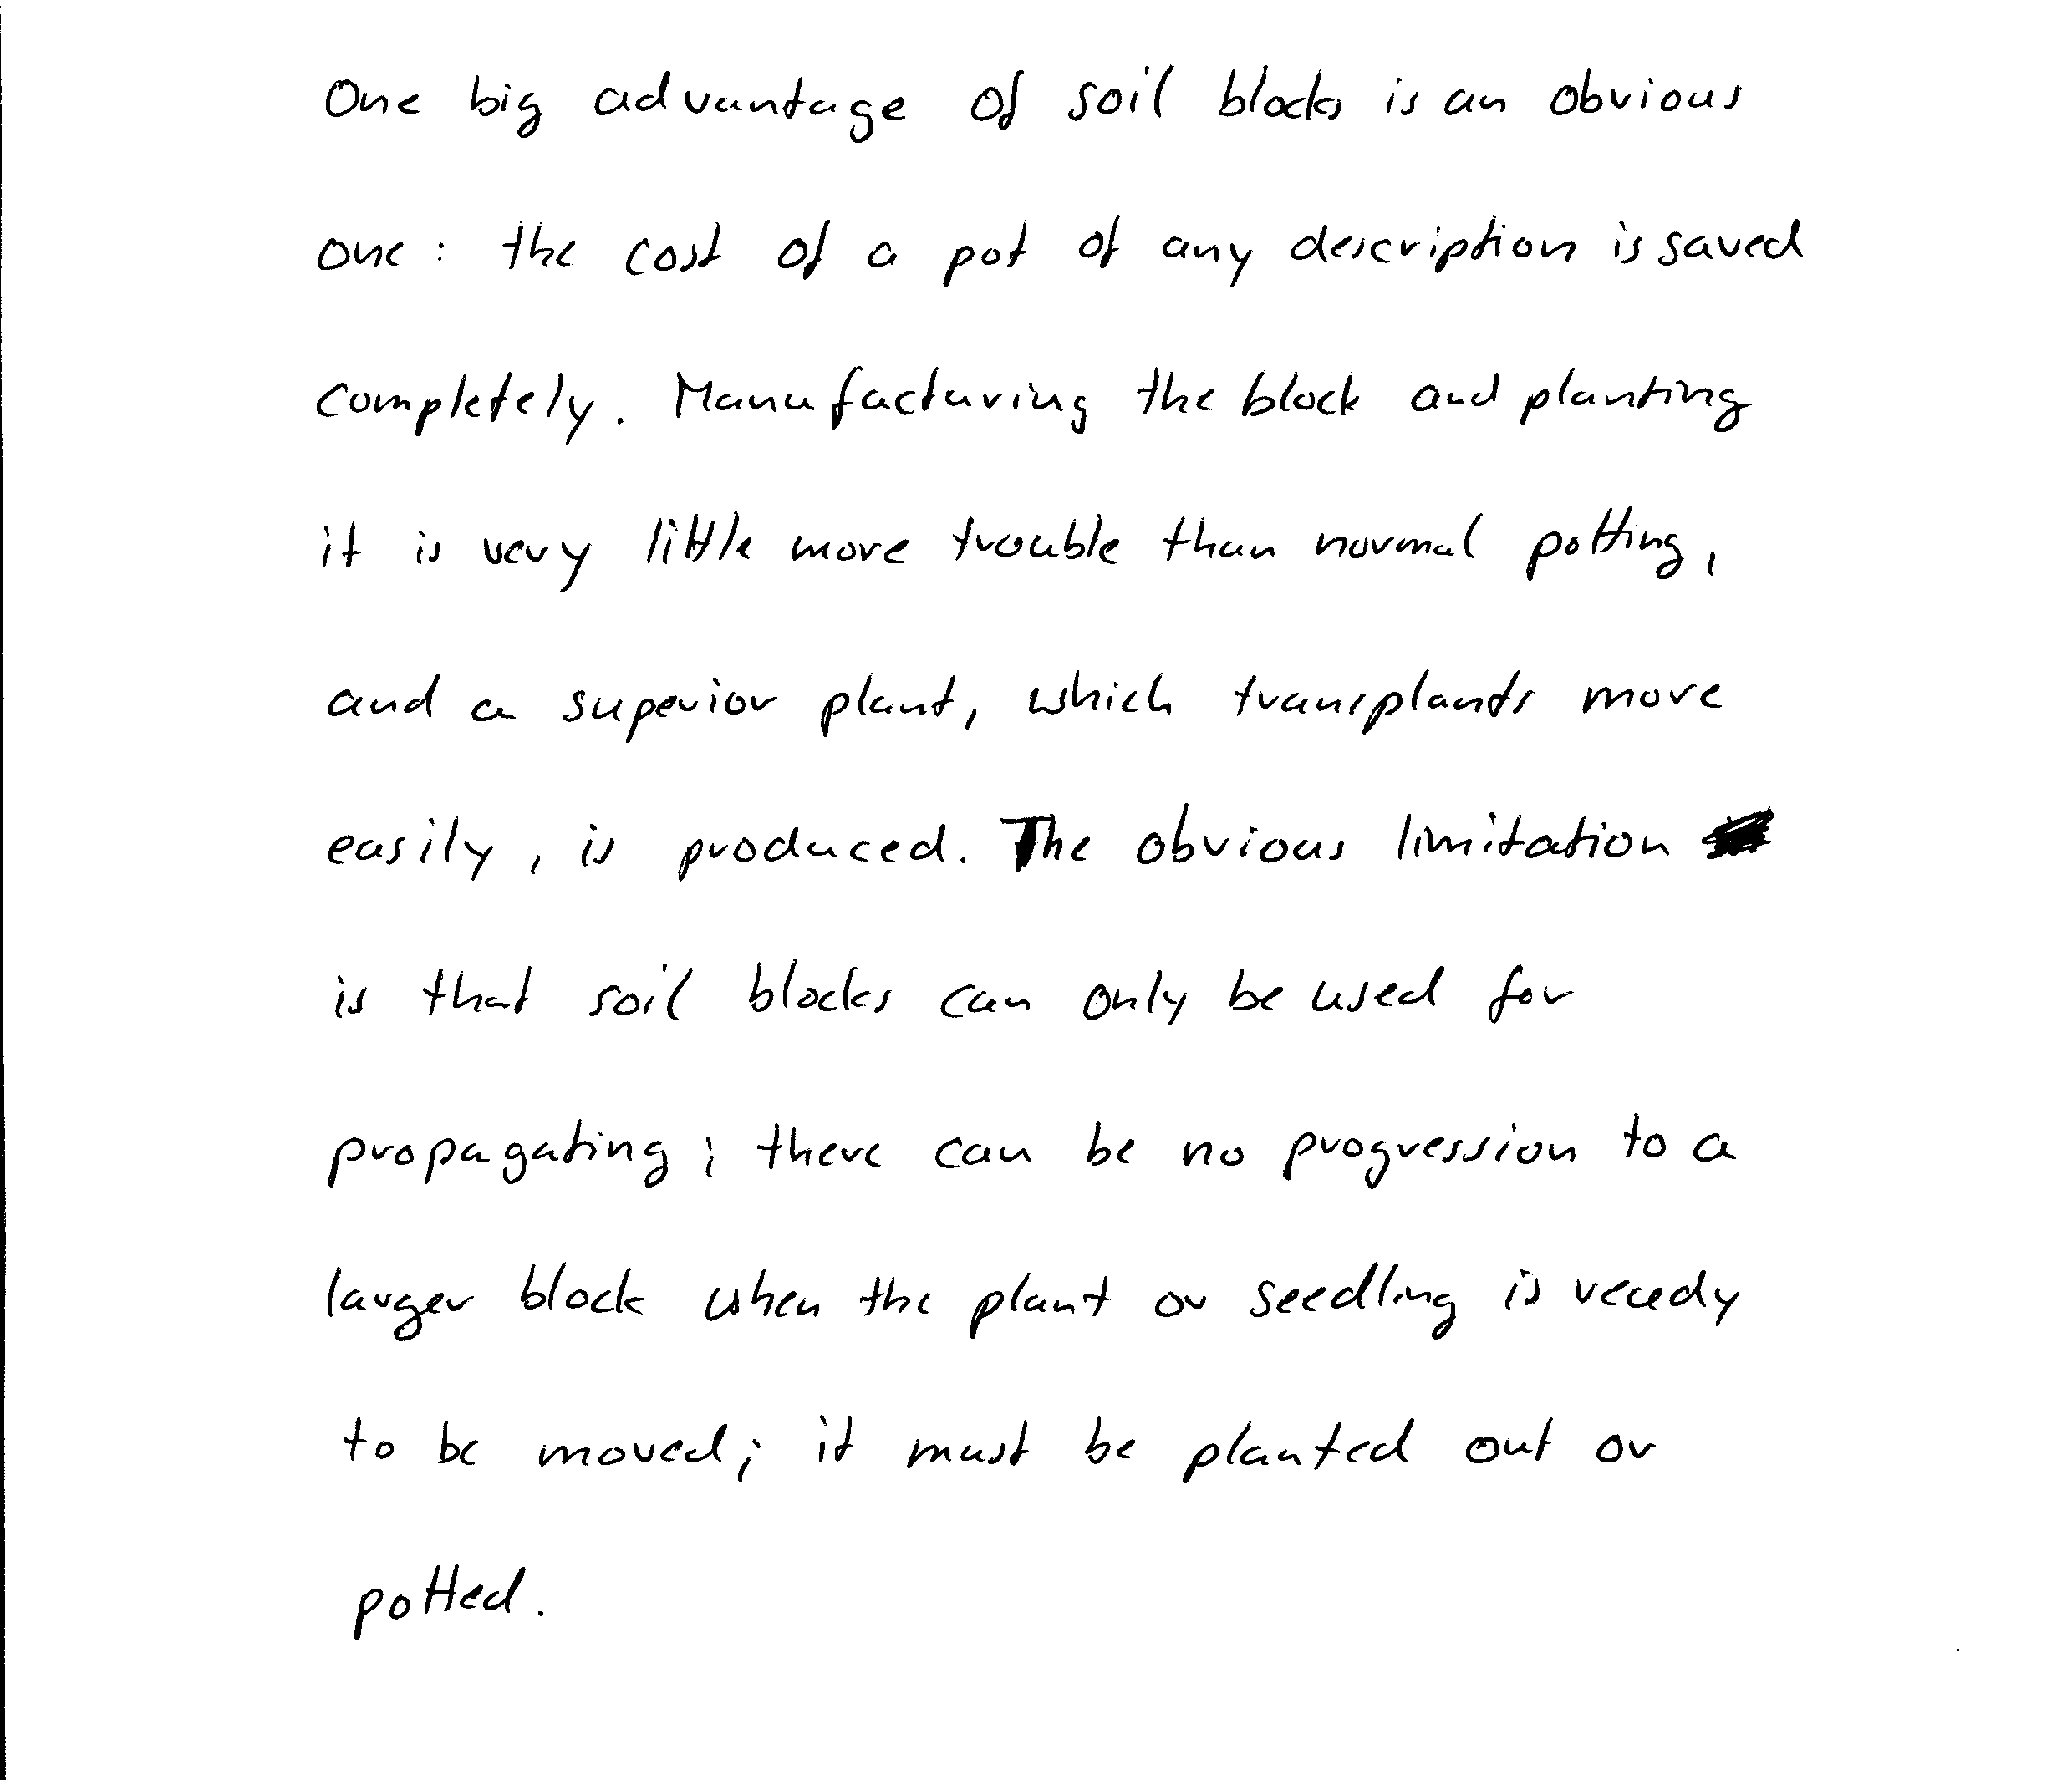 One big advantage of soil blocks is an obvious
one: the cost of a pot of any description is saved
completely. Manufacturing the block and planting
it is very little more trouble than normal potting,
and a superior plant, which transplants more
easily, is produced. The obvious limitation
is that soil blocks can only be used for
propagating; there can be no progression to a
larger block when the plant or seedling is ready
to be moved; it must be planted out or
potted.